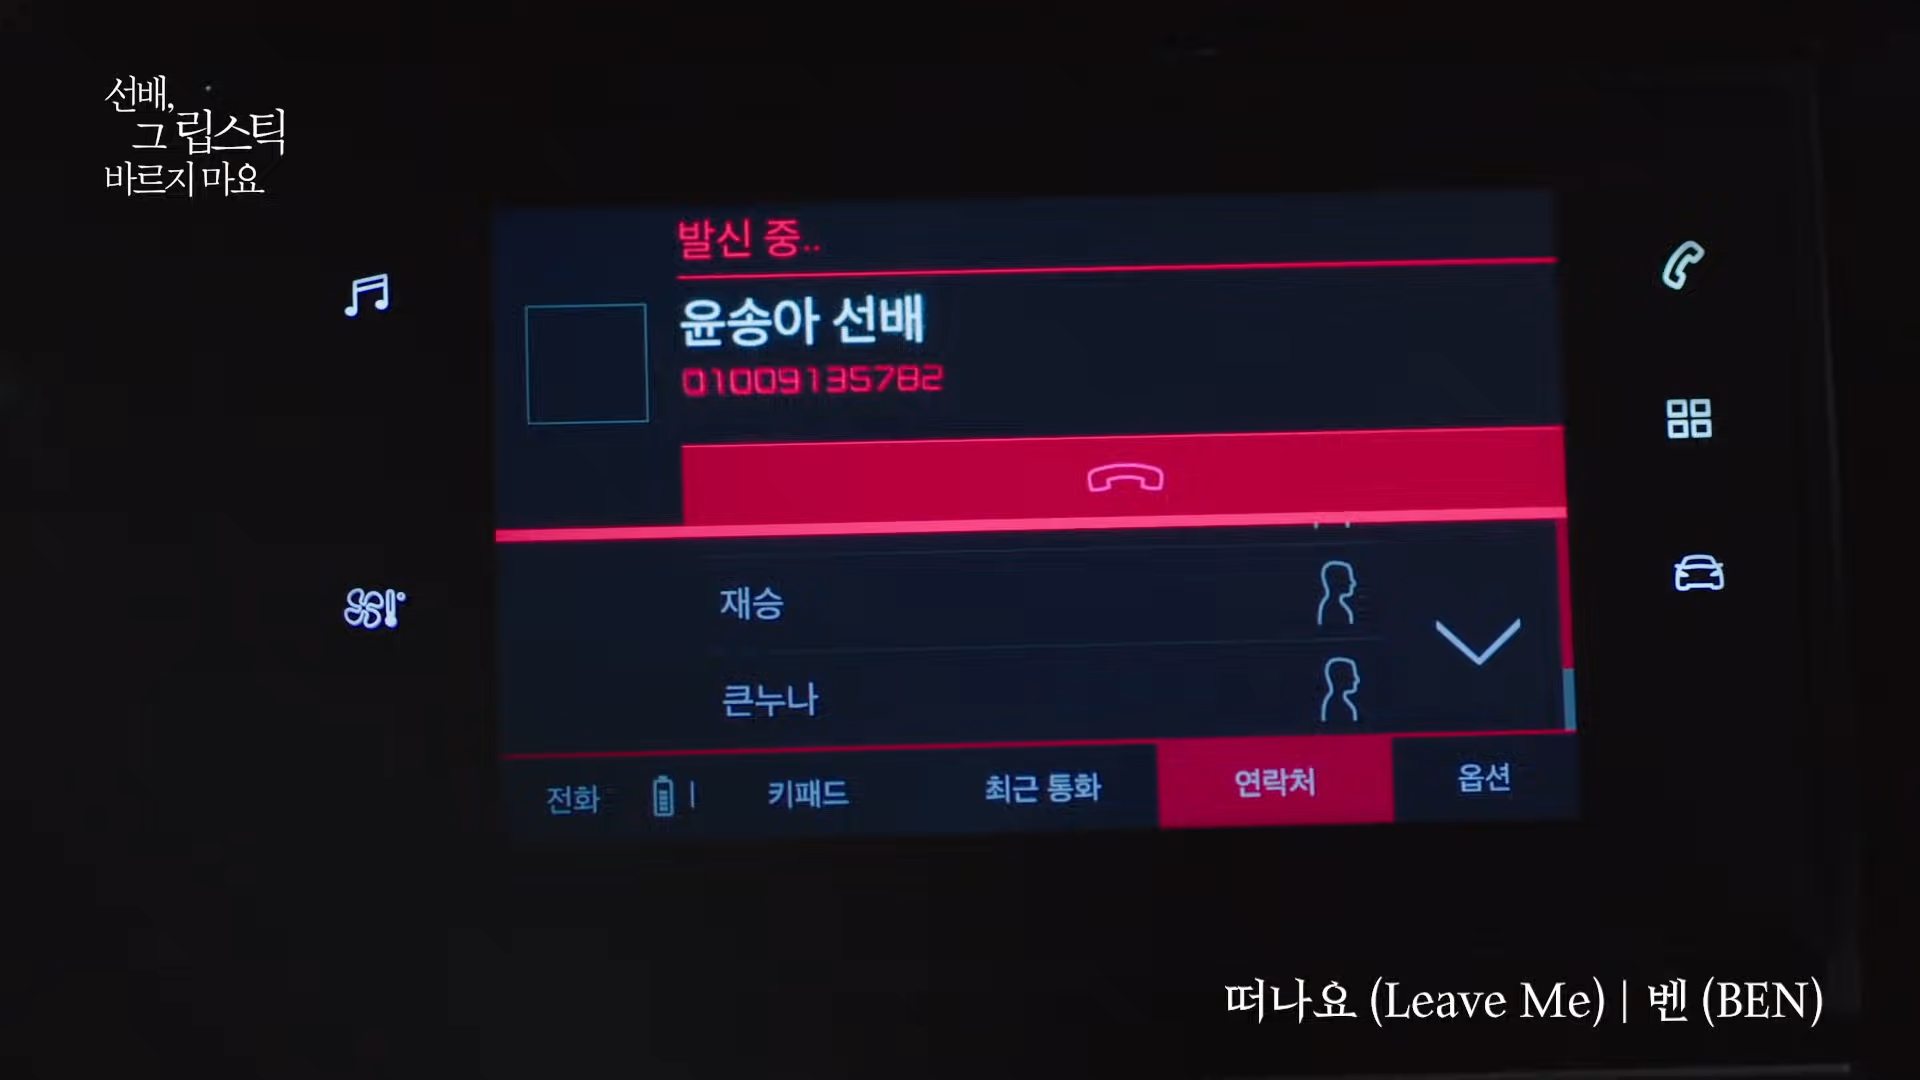 선배,
그 립스틱
바르지 마요
발신 중..
윤송아 선배
01009135782
재승
큰누나
전화
키패드
최근 통화
연락처
옵션
떠나요 (Leave Me) | 벤 (BEN)